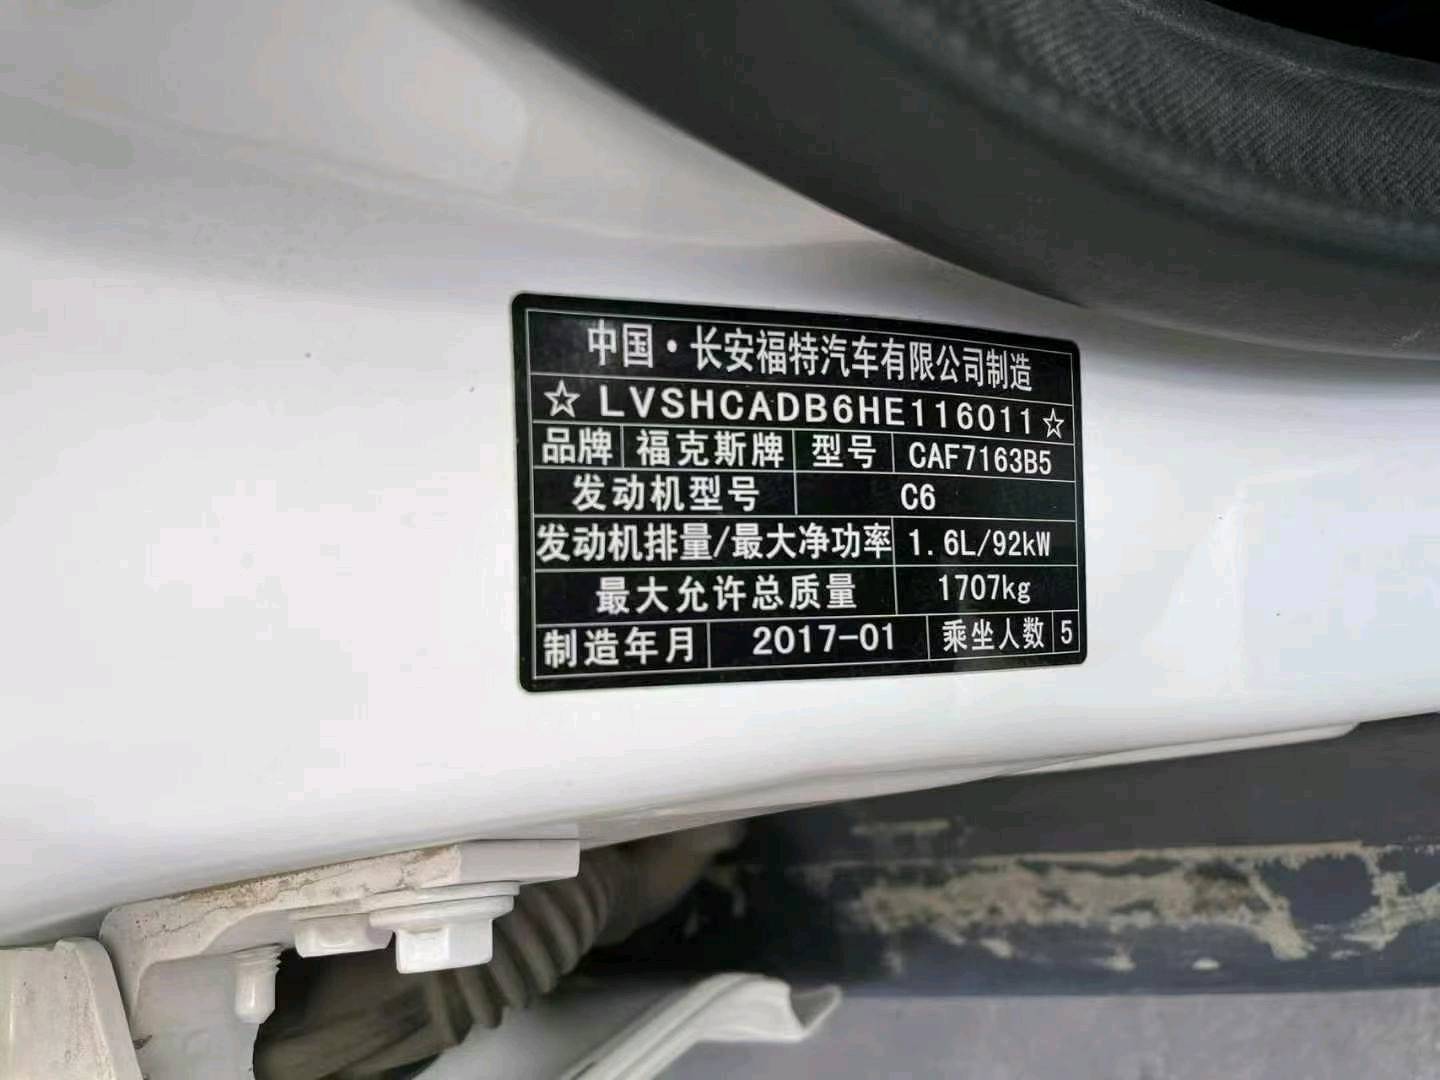 中国·长安福特汽车有限公司制造
☆ LVSHCADB6HE116011 ☆
品牌 福克斯牌 型号 CAF7163B5
发动机型号 C6
发动机排量/最大净功率 1.6L/92kW
最大允许总质量 1707kg
制造年月 2017-01 乘坐人数 5